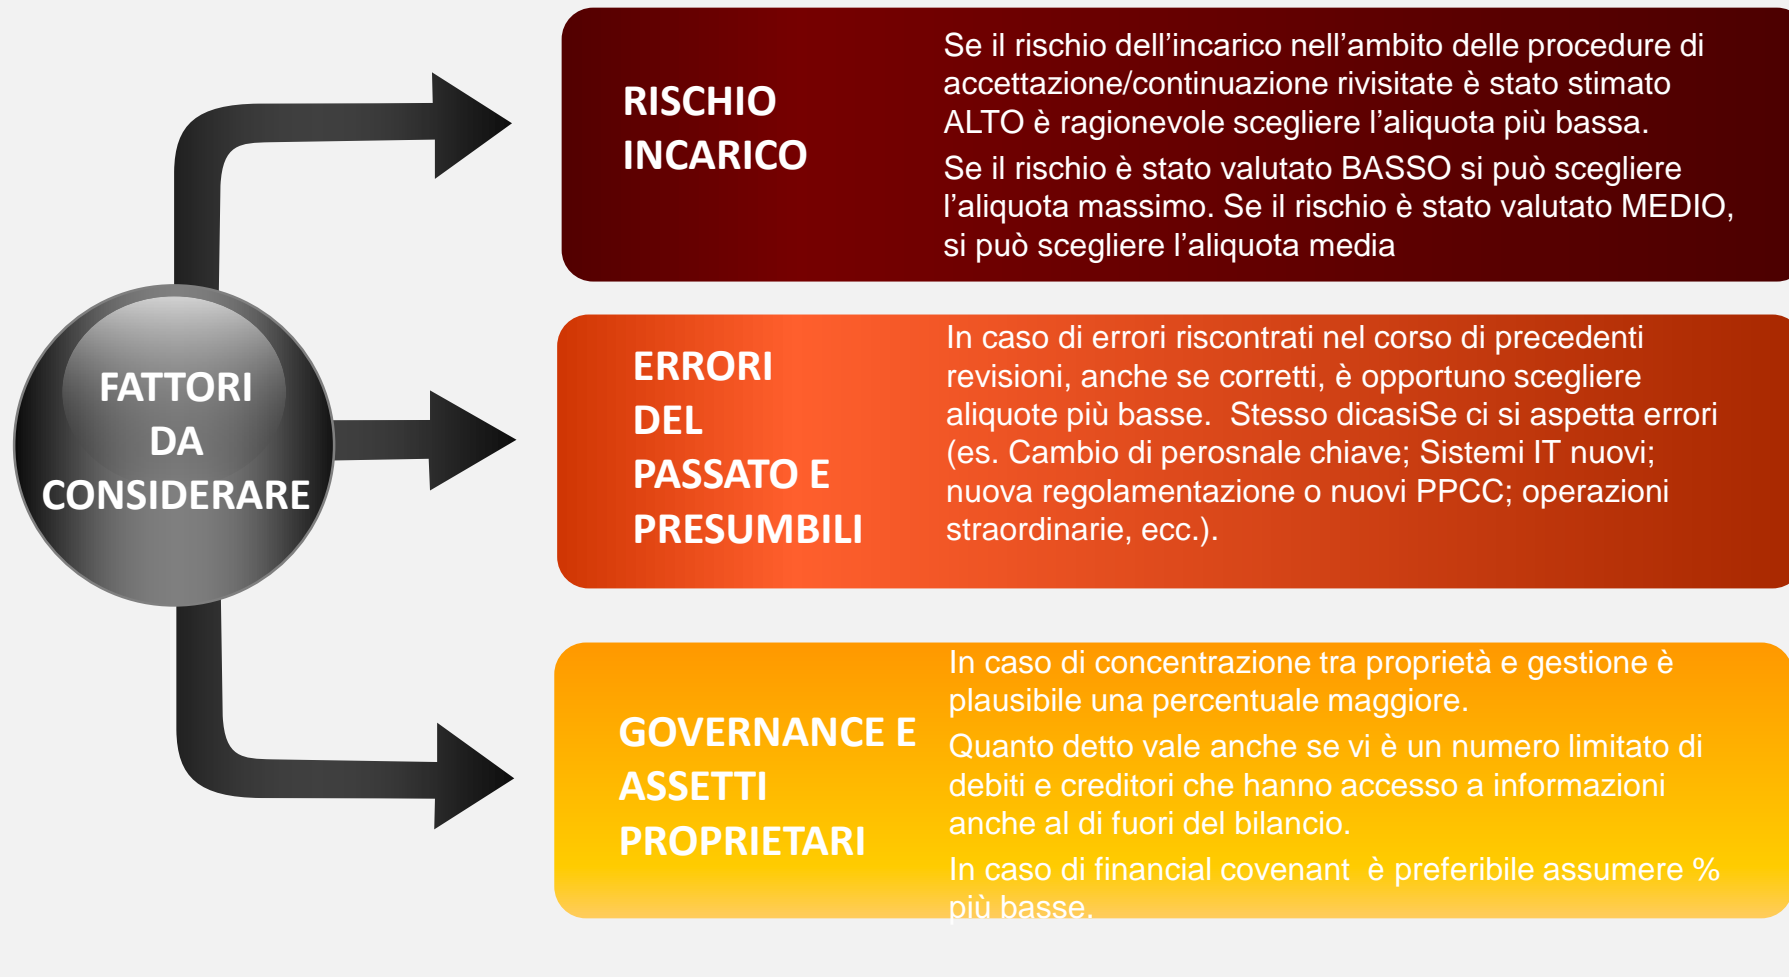 FATTORI
DA
CONSIDERARE
RISCHIO
INCARICO
Se il rischio dell’incarico nell’ambito delle procedure di
accettazione/continuazione rivisitate è stato stimato
ALTO è ragionevole scegliere l’aliquota più bassa.
Se il rischio è stato valutato BASSO si può scegliere
l’aliquota massimo. Se il rischio è stato valutato MEDIO,
si può scegliere l’aliquota media
ERRORI
DEL
PASSATO E
PRESUMBILI
In caso di errori riscontrati nel corso di precedenti
revisioni, anche se corretti, è opportuno scegliere
aliquote più basse.  Stesso dicasiSe ci si aspetta errori
(es. Cambio di perosnale chiave; Sistemi IT nuovi;
nuova regolamentazione o nuovi PPCC; operazioni
straordinarie, ecc.).
GOVERNANCE E
ASSETTI
PROPRIETARI
In caso di concentrazione tra proprietà e gestione è
plausibile una percentuale maggiore.
Quanto detto vale anche se vi è un numero limitato di
debiti e creditori che hanno accesso a informazioni
anche al di fuori del bilancio.
In caso di financial covenant  è preferibile assumere %
più basse.